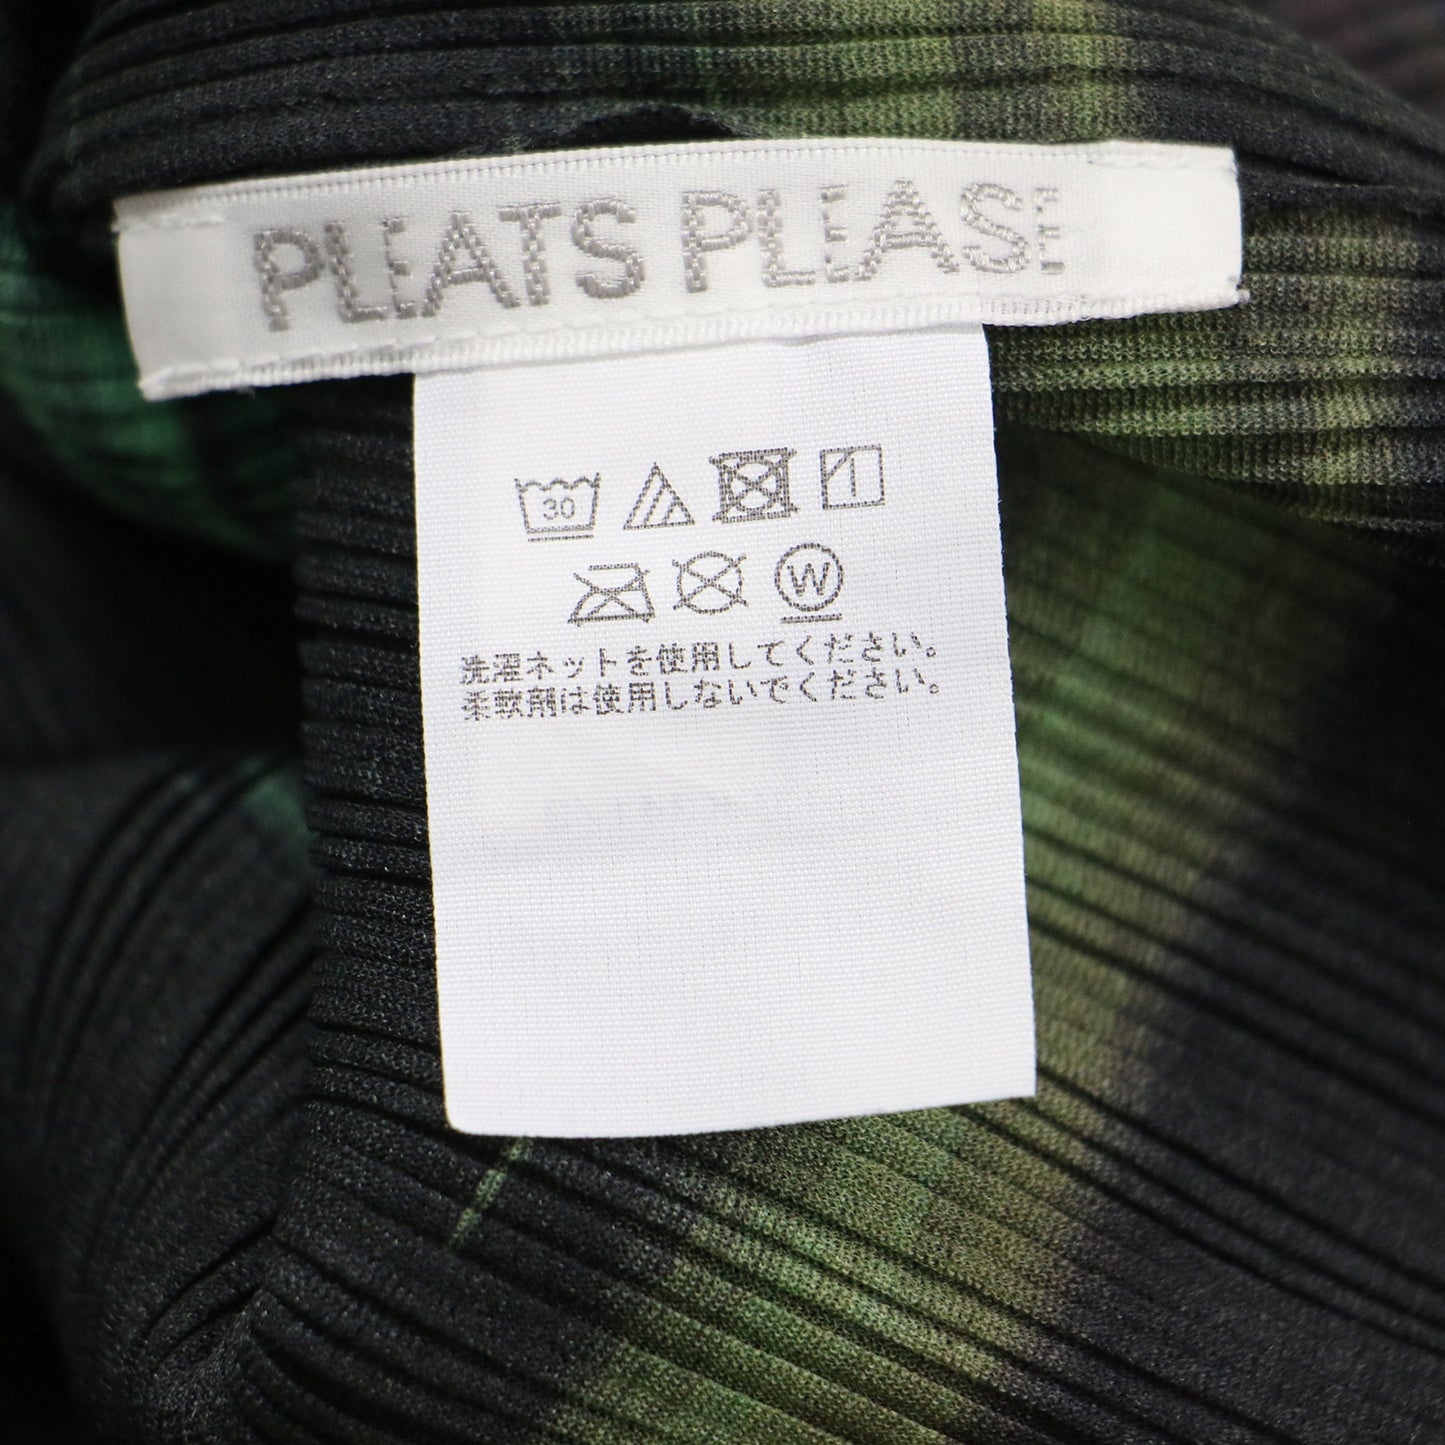 PLEATS PLEASE
30
W
洗濯ネットを使用してください。
柔軟剤は使用しないでください。